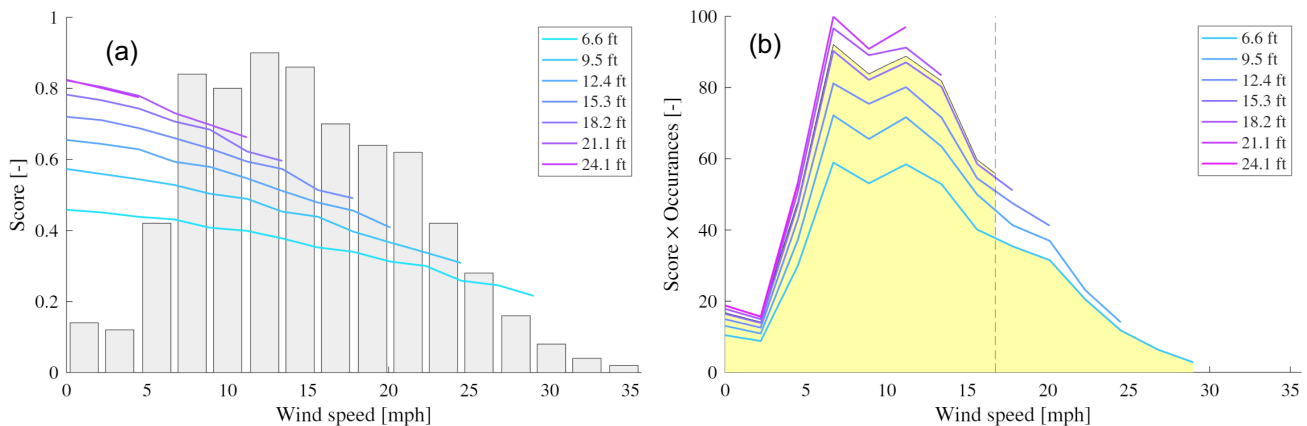 (a)
Score [-]
1
0.8
0.6
0.4
0.2
0
0 5 10 15 20 25 30 35
Wind speed [mph]
6.6 ft
9.5 ft
12.4 ft
15.3 ft
18.2 ft
21.1 ft
24.1 ft
(b)
Score × Occurances [-]
100
80
60
40
20
0
0 5 10 15 20 25 30 35
Wind speed [mph]
6.6 ft
9.5 ft
12.4 ft
15.3 ft
18.2 ft
21.1 ft
24.1 ft